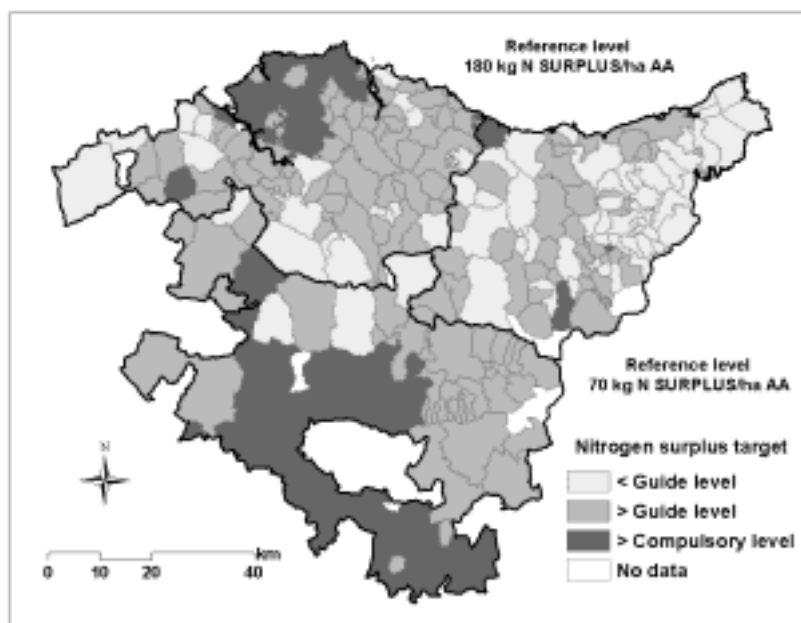 Reference level
180 kg N SURPLUS/ha AA
Reference level
70 kg N SURPLUS/ha AA
Nitrogen surplus target
< Guide level
> Guide level
> Compulsory level
No data
N
km
0 10 20 40